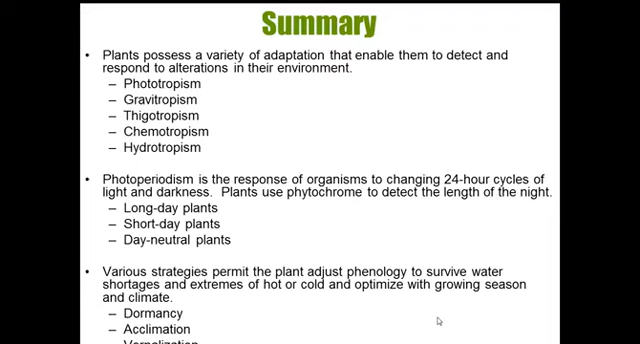 Summary
• Plants possess a variety of adaptation that enable them to detect and
respond to alterations in their environment.
– Phototropism
– Gravitropism
– Thigotropism
– Chemotropism
– Hydrotropism
• Photoperiodism is the response of organisms to changing 24-hour cycles of
light and darkness. Plants use phytochrome to detect the length of the night.
– Long-day plants
– Short-day plants
– Day-neutral plants
• Various strategies permit the plant adjust phenology to survive water
shortages and extremes of hot or cold and optimize with growing season
and climate.
– Dormancy
– Acclimation
– Vernalization